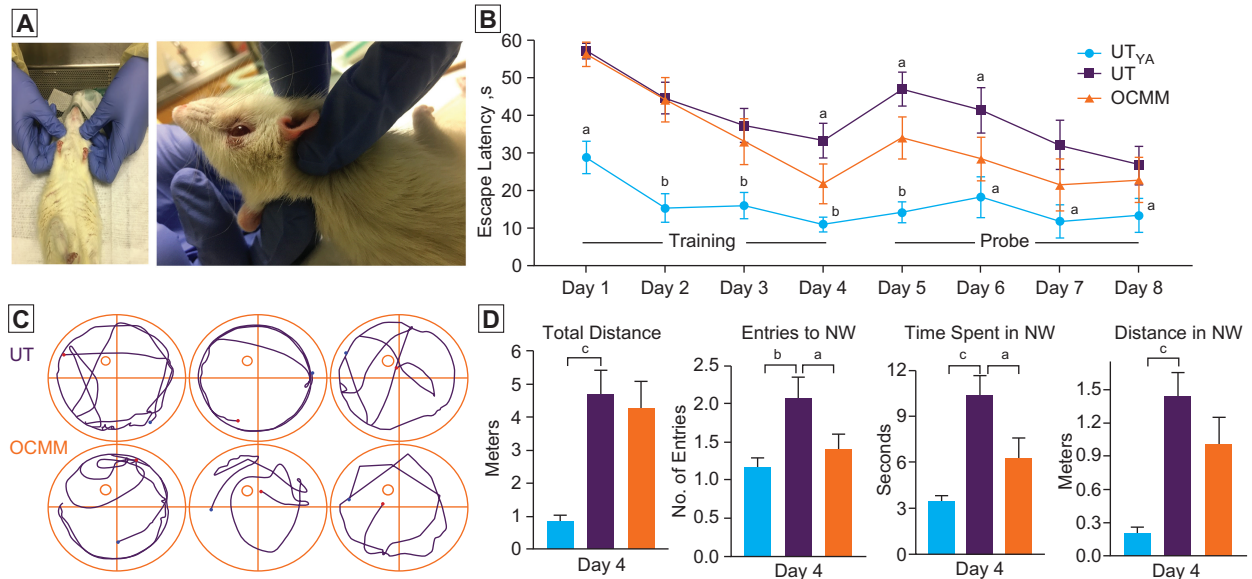 A
B
Escape Latency ,s
60
50
40
30
20
10
0
a
b
b
a
b
b
a
a
a
a
a
UT_YA
UT
OCMM
Training
Probe
Day 1 Day 2 Day 3 Day 4 Day 5 Day 6 Day 7 Day 8
C
UT
OCMM
D
Total Distance
Meters
6
5
4
3
2
1
0
c
Day 4
Entries to NW
No. of Entries
2.5
2.0
1.5
1.0
0.5
0.0
b a
Day 4
Time Spent in NW
Seconds
12
9
6
3
0
c a
Day 4
Distance in NW
Meters
1.5
1.2
0.9
0.6
0.3
0.0
c
Day 4